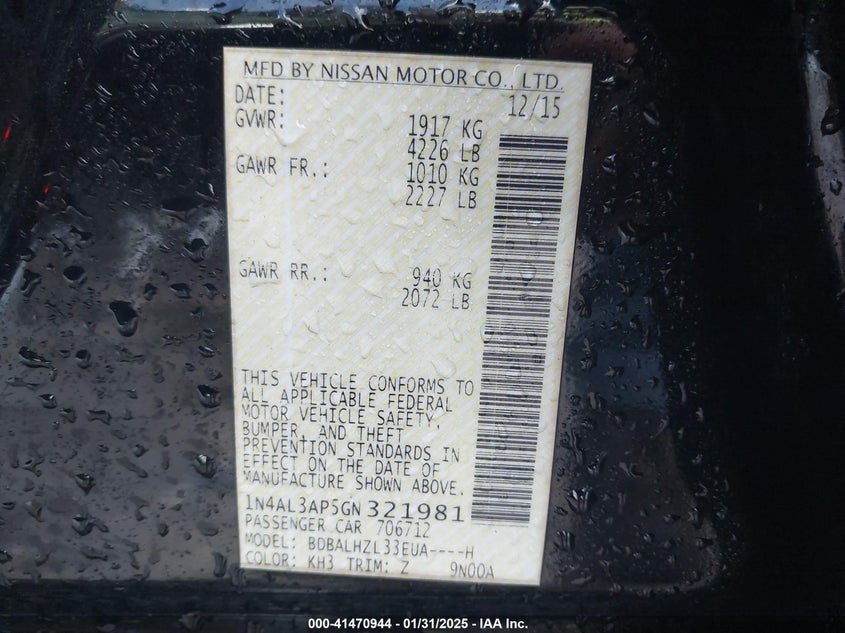 MFD BY NISSAN MOTOR CO., LTD.
DATE: 12/15
GVWR: 1917 KG
4226 LB
GAWR FR.: 1010 KG
2227 LB
GAWR RR.: 940 KG
2072 LB
THIS VEHICLE CONFORMS TO
ALL APPLICABLE FEDERAL
MOTOR VEHICLE SAFETY,
BUMPER, AND THEFT
PREVENTION STANDARDS IN
EFFECT ON THE DATE OF
MANUFACTURE SHOWN ABOVE.
1N4AL3AP5GN321981
PASSENGER CAR 706712
MODEL: BDBALHZL33EUA----H
COLOR: KH3 TRIM: Z 9N00A
000-41470944 - 01/31/2025 - IAA Inc.